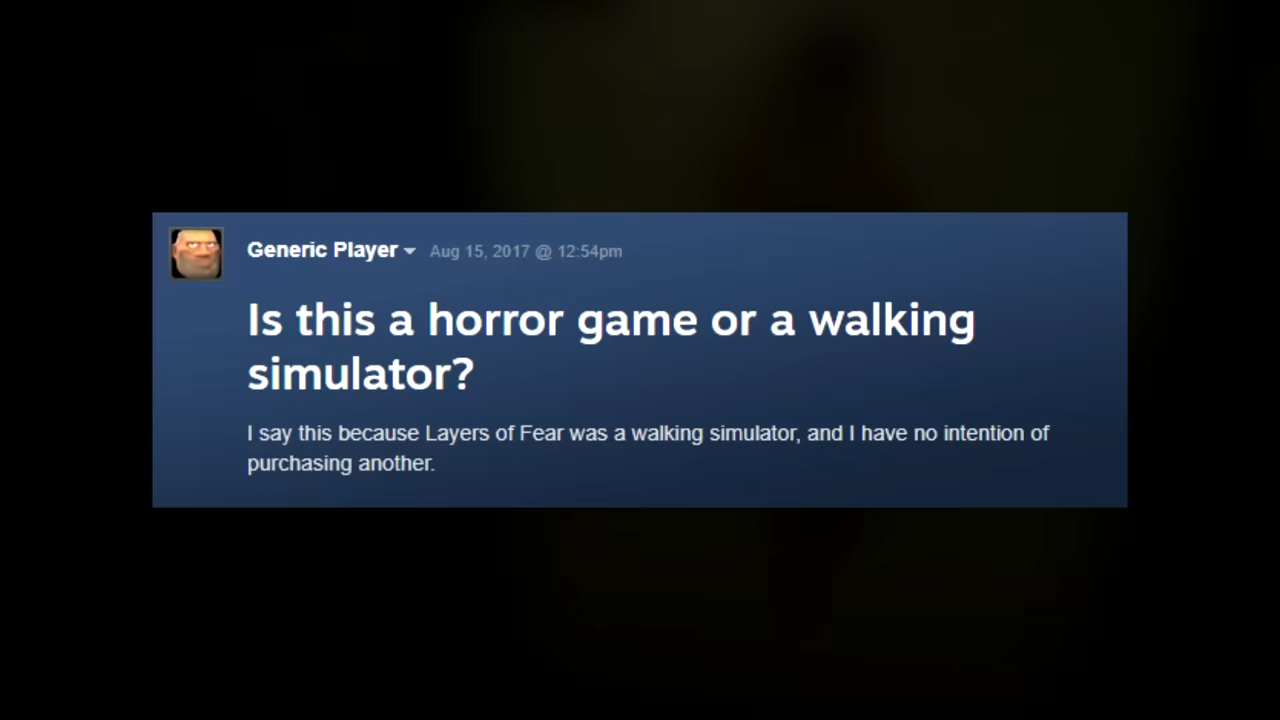 Generic Player Aug 15, 2017 @ 12:54pm
Is this a horror game or a walking
simulator?
I say this because Layers of Fear was a walking simulator, and I have no intention of
purchasing another.